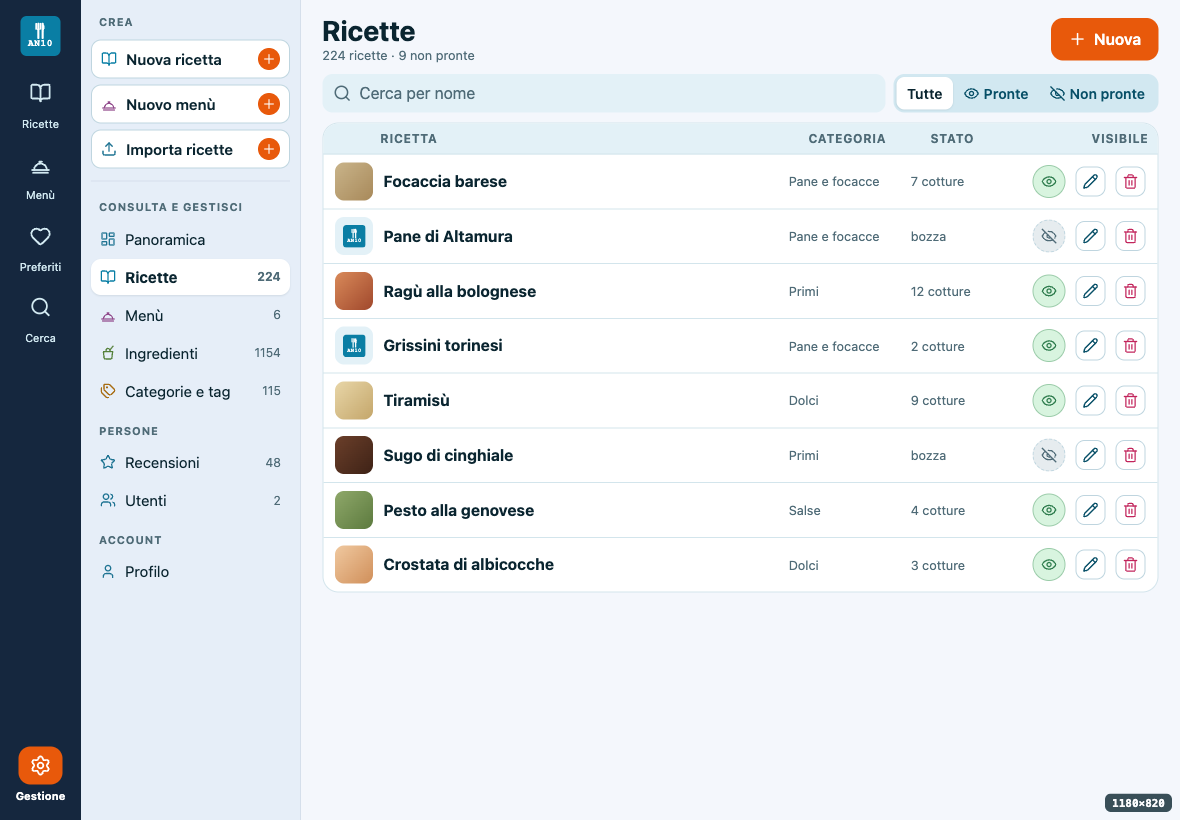 AN10
Ricette
Menù
Preferiti
Cerca
Gestione
CREA
Nuova ricetta
Nuovo menù
Importa ricette
CONSULTA E GESTISCI
Panoramica
Ricette 224
Menù 6
Ingredienti 1154
Categorie e tag 115
PERSONE
Recensioni 48
Utenti 2
ACCOUNT
Profilo
Ricette
224 ricette · 9 non pronte
+ Nuova
Cerca per nome
Tutte Pronte Non pronte
RICETTA CATEGORIA STATO VISIBILE
Focaccia barese Pane e focacce 7 cotture
AN10 Pane di Altamura Pane e focacce bozza
Ragù alla bolognese Primi 12 cotture
AN10 Grissini torinesi Pane e focacce 2 cotture
Tiramisù Dolci 9 cotture
Sugo di cinghiale Primi bozza
Pesto alla genovese Salse 4 cotture
Crostata di albicocche Dolci 3 cotture
1180×820